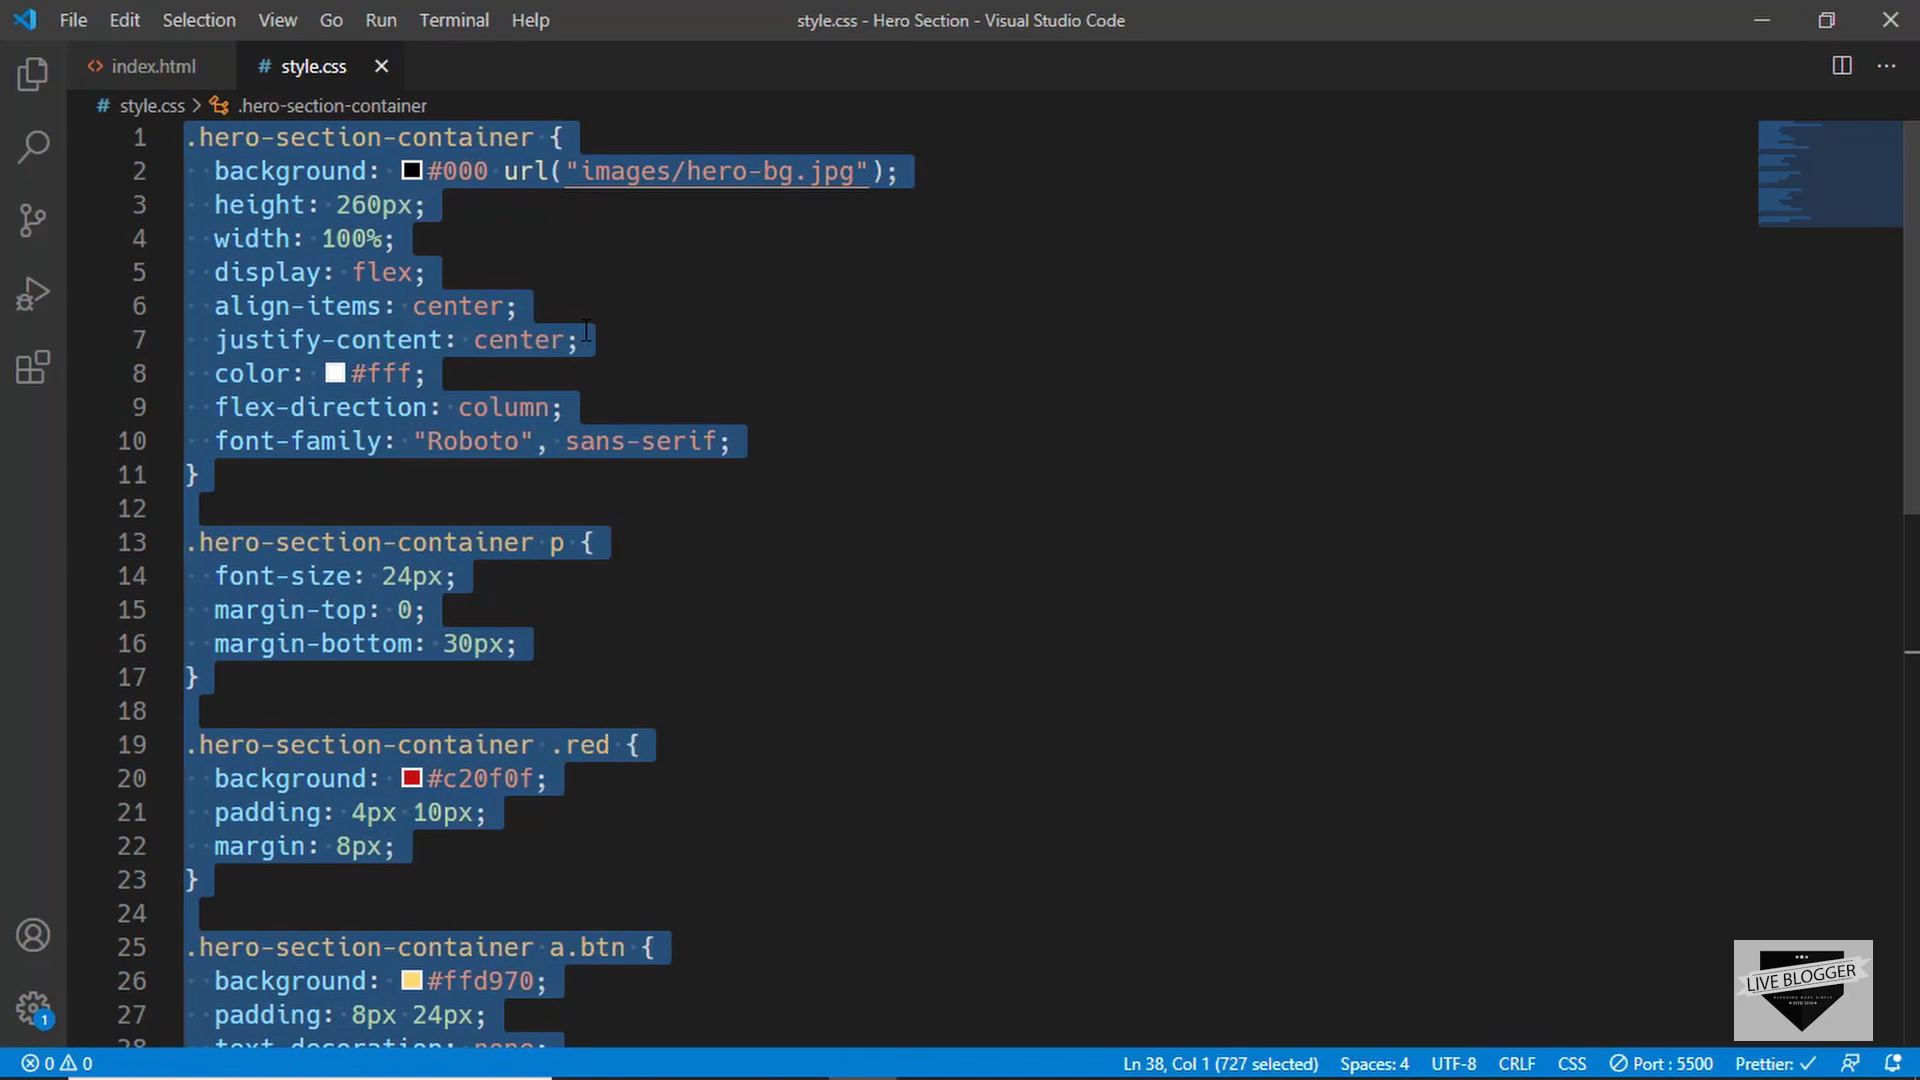 File Edit Selection View Go Run Terminal Help
style.css - Hero Section - Visual Studio Code
<> index.html # style.css
# style.css > .hero-section-container
1 .hero-section-container {
2 background: #000 url("images/hero-bg.jpg");
3 height: 260px;
4 width: 100%;
5 display: flex;
6 align-items: center;
7 justify-content: center;
8 color: #fff;
9 flex-direction: column;
10 font-family: "Roboto", sans-serif;
11 }
12
13 .hero-section-container p {
14 font-size: 24px;
15 margin-top: 0;
16 margin-bottom: 30px;
17 }
18
19 .hero-section-container .red {
20 background: #c20f0f;
21 padding: 4px 10px;
22 margin: 8px;
23 }
24
25 .hero-section-container a.btn {
26 background: #ffd970;
27 padding: 8px 24px;
28 text-decoration: none;
LIVE BLOGGER
1
0 0
Ln 38, Col 1 (727 selected) Spaces: 4 UTF-8 CRLF CSS Port : 5500 Prettier: ✓